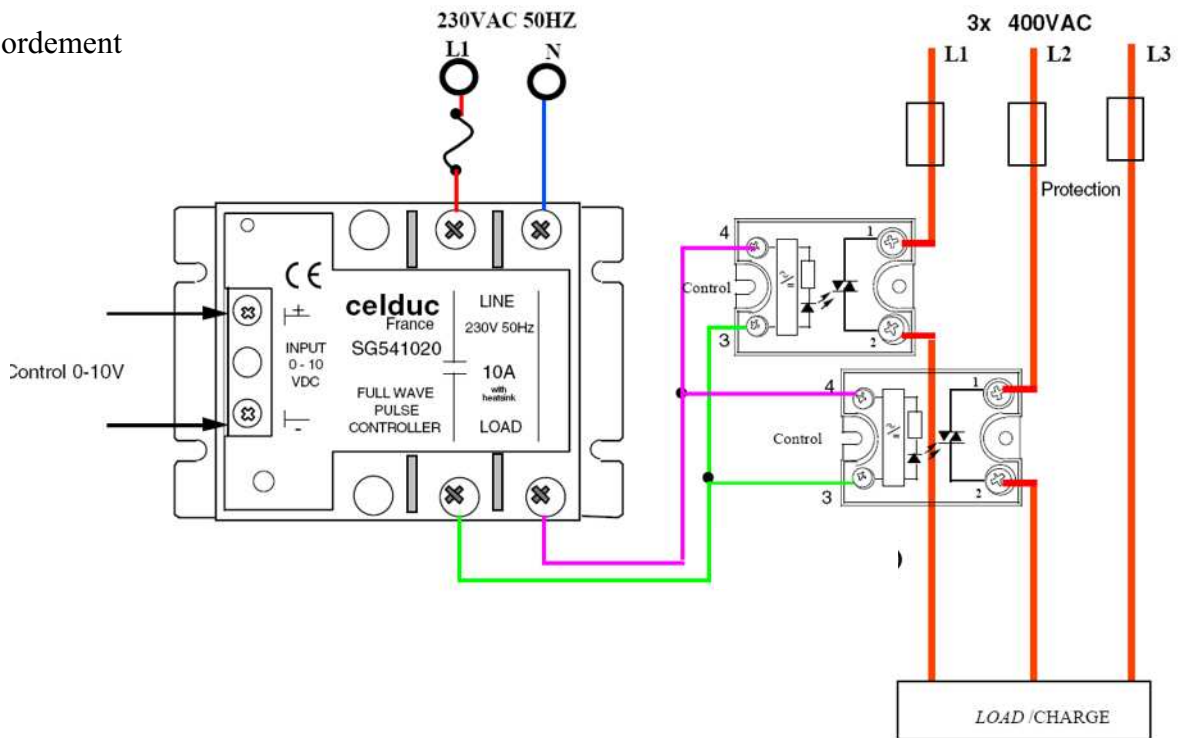 ordement
230VAC 50HZ
L1 N
3x 400VAC
L1 L2 L3
Protection
CE
+
INPUT
0 - 10
VDC
-
Control 0-10V
celduc
France
SG541020
FULL WAVE
PULSE
CONTROLLER
LINE
230V 50Hz
10A
with
heatsink
LOAD
4 1
Control
~/=
3 2
4 1
Control
~/=
3 2
LOAD /CHARGE